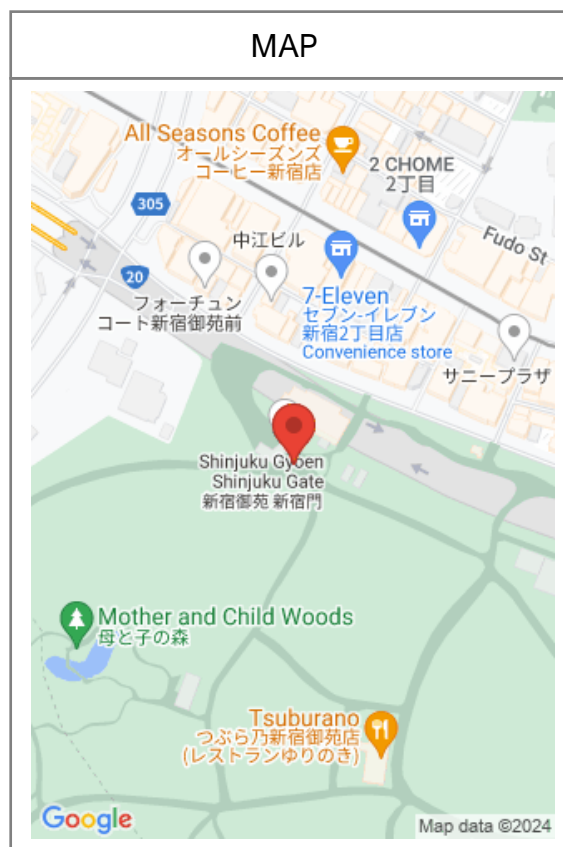 MAP
All Seasons Coffee
オールシーズンズ
コーヒー新宿店
2 CHOME
2丁目
305
Fudo St
中江ビル
20
フォーチュン
コート新宿御苑前
7-Eleven
セブン-イレブン
新宿2丁目店
Convenience store
サニープラザ
Shinjuku Gyoen
Shinjuku Gate
新宿御苑 新宿門
Mother and Child Woods
母と子の森
Tsuburano
つぶら乃新宿御苑店
(レストランゆりのき)
Google
Map data ©2024